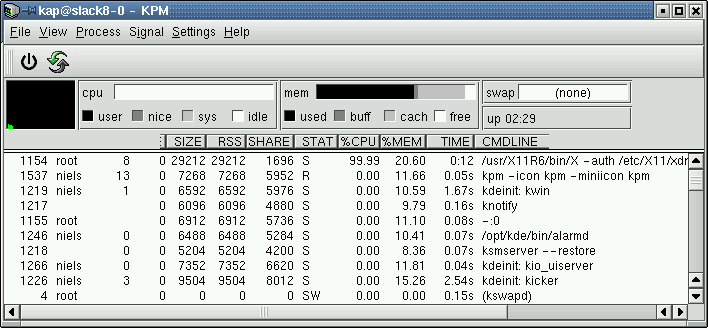 kap@slack8-0 - KPM
File View Process Signal Settings Help
cpu mem swap (none)
user nice sys idle used buff cach free up 02:29
SIZE RSS SHARE STAT %CPU %MEM TIME CMDLINE
1154 root 8 0 29212 29212 1696 S 99.99 20.60 0:12 /usr/X11R6/bin/X -auth /etc/X11/xdr
1537 niels 13 0 7268 7268 5952 R 0.00 11.66 0.05s kpm -icon kpm -miniicon kpm
1219 niels 1 0 6592 6592 5976 S 0.00 10.59 1.67s kdeinit: kwin
1217 0 6096 6096 4880 S 0.00 9.79 0.16s knotify
1155 root 0 6912 6912 5736 S 0.00 11.10 0.08s -:0
1246 niels 0 0 6488 6488 5284 S 0.00 10.41 0.07s /opt/kde/bin/alarmd
1218 0 0 5204 5204 4200 S 0.00 8.36 0.07s ksmserver --restore
1266 niels 0 0 7352 7352 6620 S 0.00 11.81 0.04s kdeinit: kio_uiserver
1226 niels 3 0 9504 9504 8012 S 0.00 15.26 2.54s kdeinit: kicker
4 root 0 0 0 0 SW 0.00 0.00 0.15s (kswapd)